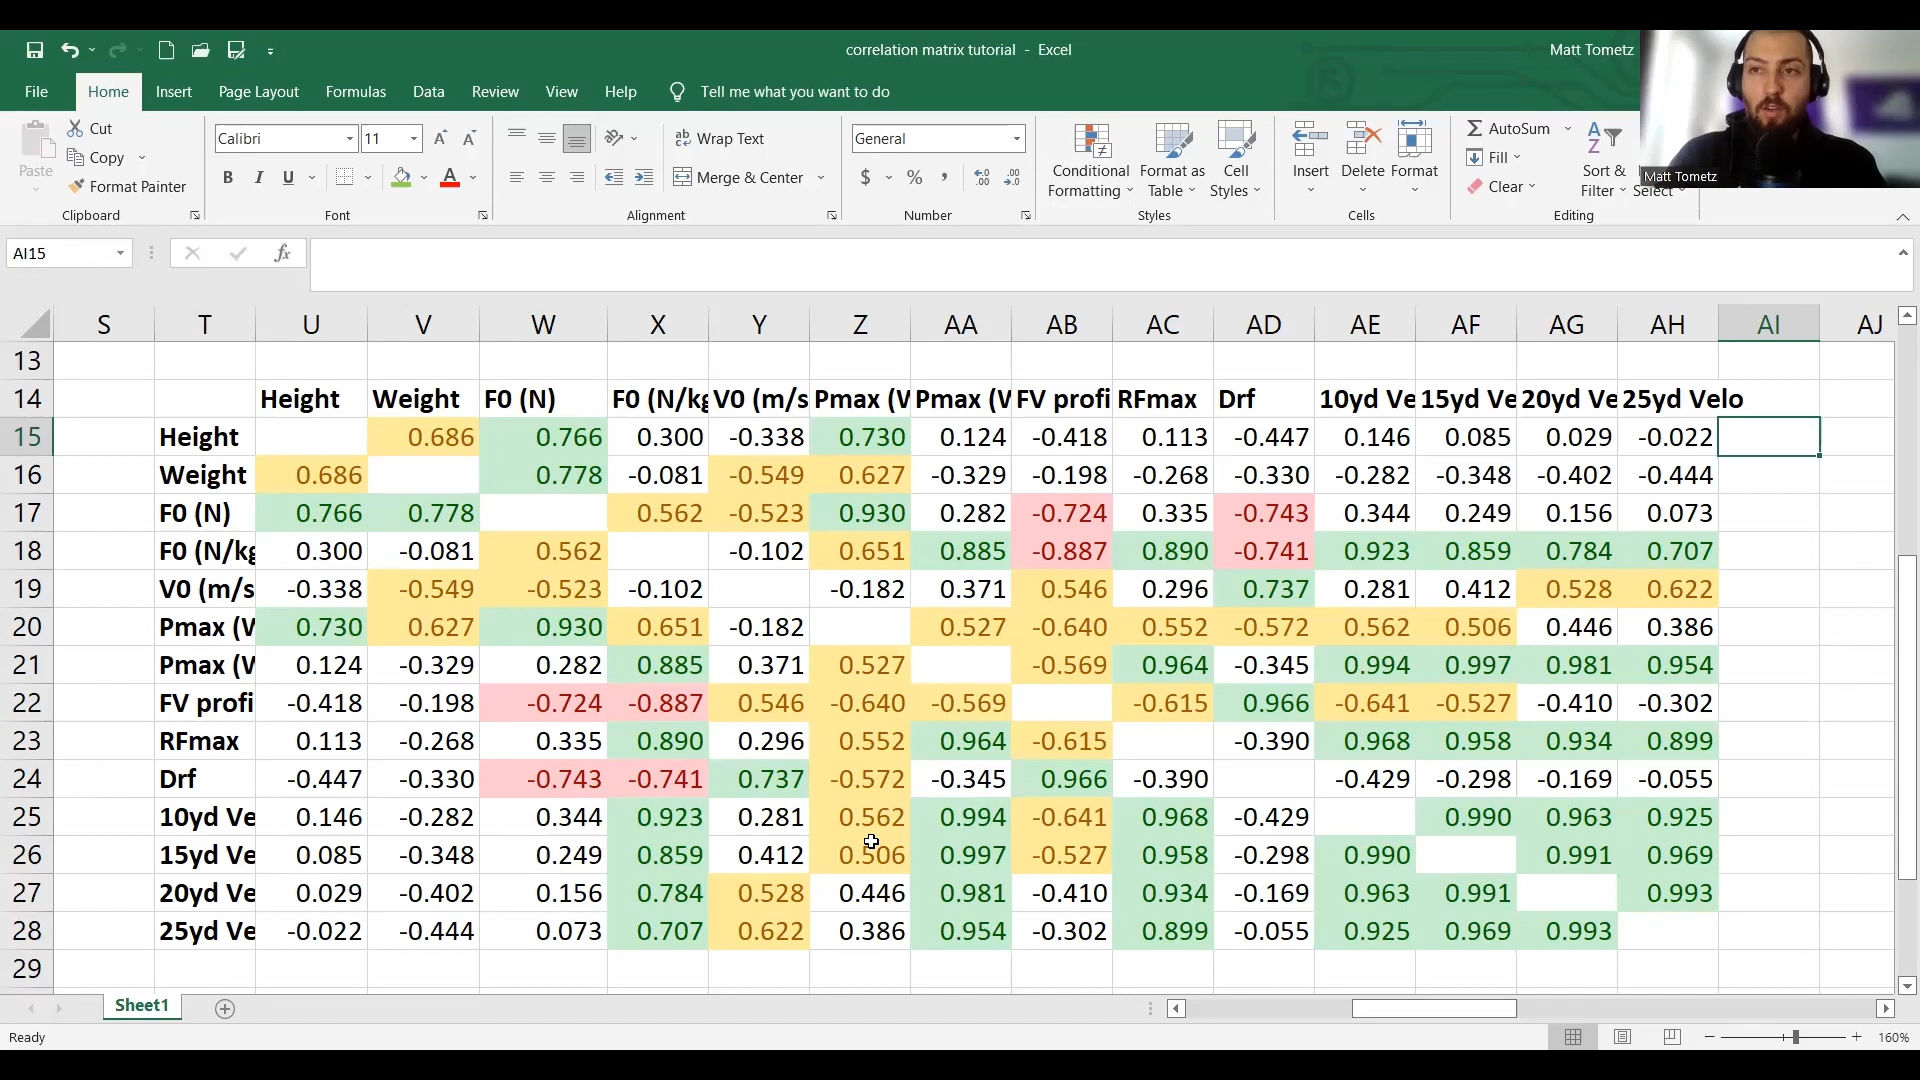 correlation matrix tutorial - Excel
Matt Tometz
File Home Insert Page Layout Formulas Data Review View Help Tell me what you want to do
Paste
Cut
Copy
Format Painter
Clipboard
Calibri 11
B I U A
Font
Wrap Text
Merge & Center
Alignment
General
$ % ,
Number
Conditional Formatting
Format as Table
Cell Styles
Styles
Insert Delete Format
Cells
AutoSum
Fill
Clear
Sort & Filter
Select
Editing
Matt Tometz
AI15
fx
S T U V W X Y Z AA AB AC AD AE AF AG AH AI AJ
13
14 Height Weight F0 (N) F0 (N/kg V0 (m/s Pmax (W Pmax (W FV profi RFmax Drf 10yd Ve 15yd Ve 20yd Ve 25yd Velo
15 Height 0.686 0.766 0.300 -0.338 0.730 0.124 -0.418 0.113 -0.447 0.146 0.085 0.029 -0.022
16 Weight 0.686 0.778 -0.081 -0.549 0.627 -0.329 -0.198 -0.268 -0.330 -0.282 -0.348 -0.402 -0.444
17 F0 (N) 0.766 0.778 0.562 -0.523 0.930 0.282 -0.724 0.335 -0.743 0.344 0.249 0.156 0.073
18 F0 (N/kg 0.300 -0.081 0.562 -0.102 0.651 0.885 -0.887 0.890 -0.741 0.923 0.859 0.784 0.707
19 V0 (m/s -0.338 -0.549 -0.523 -0.102 -0.182 0.371 0.546 0.296 0.737 0.281 0.412 0.528 0.622
20 Pmax (W 0.730 0.627 0.930 0.651 -0.182 0.527 -0.640 0.552 -0.572 0.562 0.506 0.446 0.386
21 Pmax (W 0.124 -0.329 0.282 0.885 0.371 0.527 -0.569 0.964 -0.345 0.994 0.997 0.981 0.954
22 FV profi -0.418 -0.198 -0.724 -0.887 0.546 -0.640 -0.569 -0.615 0.966 -0.641 -0.527 -0.410 -0.302
23 RFmax 0.113 -0.268 0.335 0.890 0.296 0.552 0.964 -0.615 -0.390 0.968 0.958 0.934 0.899
24 Drf -0.447 -0.330 -0.743 -0.741 0.737 -0.572 -0.345 0.966 -0.390 -0.429 -0.298 -0.169 -0.055
25 10yd Ve 0.146 -0.282 0.344 0.923 0.281 0.562 0.994 -0.641 0.968 -0.429 0.990 0.963 0.925
26 15yd Ve 0.085 -0.348 0.249 0.859 0.412 0.506 0.997 -0.527 0.958 -0.298 0.990 0.991 0.969
27 20yd Ve 0.029 -0.402 0.156 0.784 0.528 0.446 0.981 -0.410 0.934 -0.169 0.963 0.991 0.993
28 25yd Ve -0.022 -0.444 0.073 0.707 0.622 0.386 0.954 -0.302 0.899 -0.055 0.925 0.969 0.993
29
Sheet1
Ready
160%